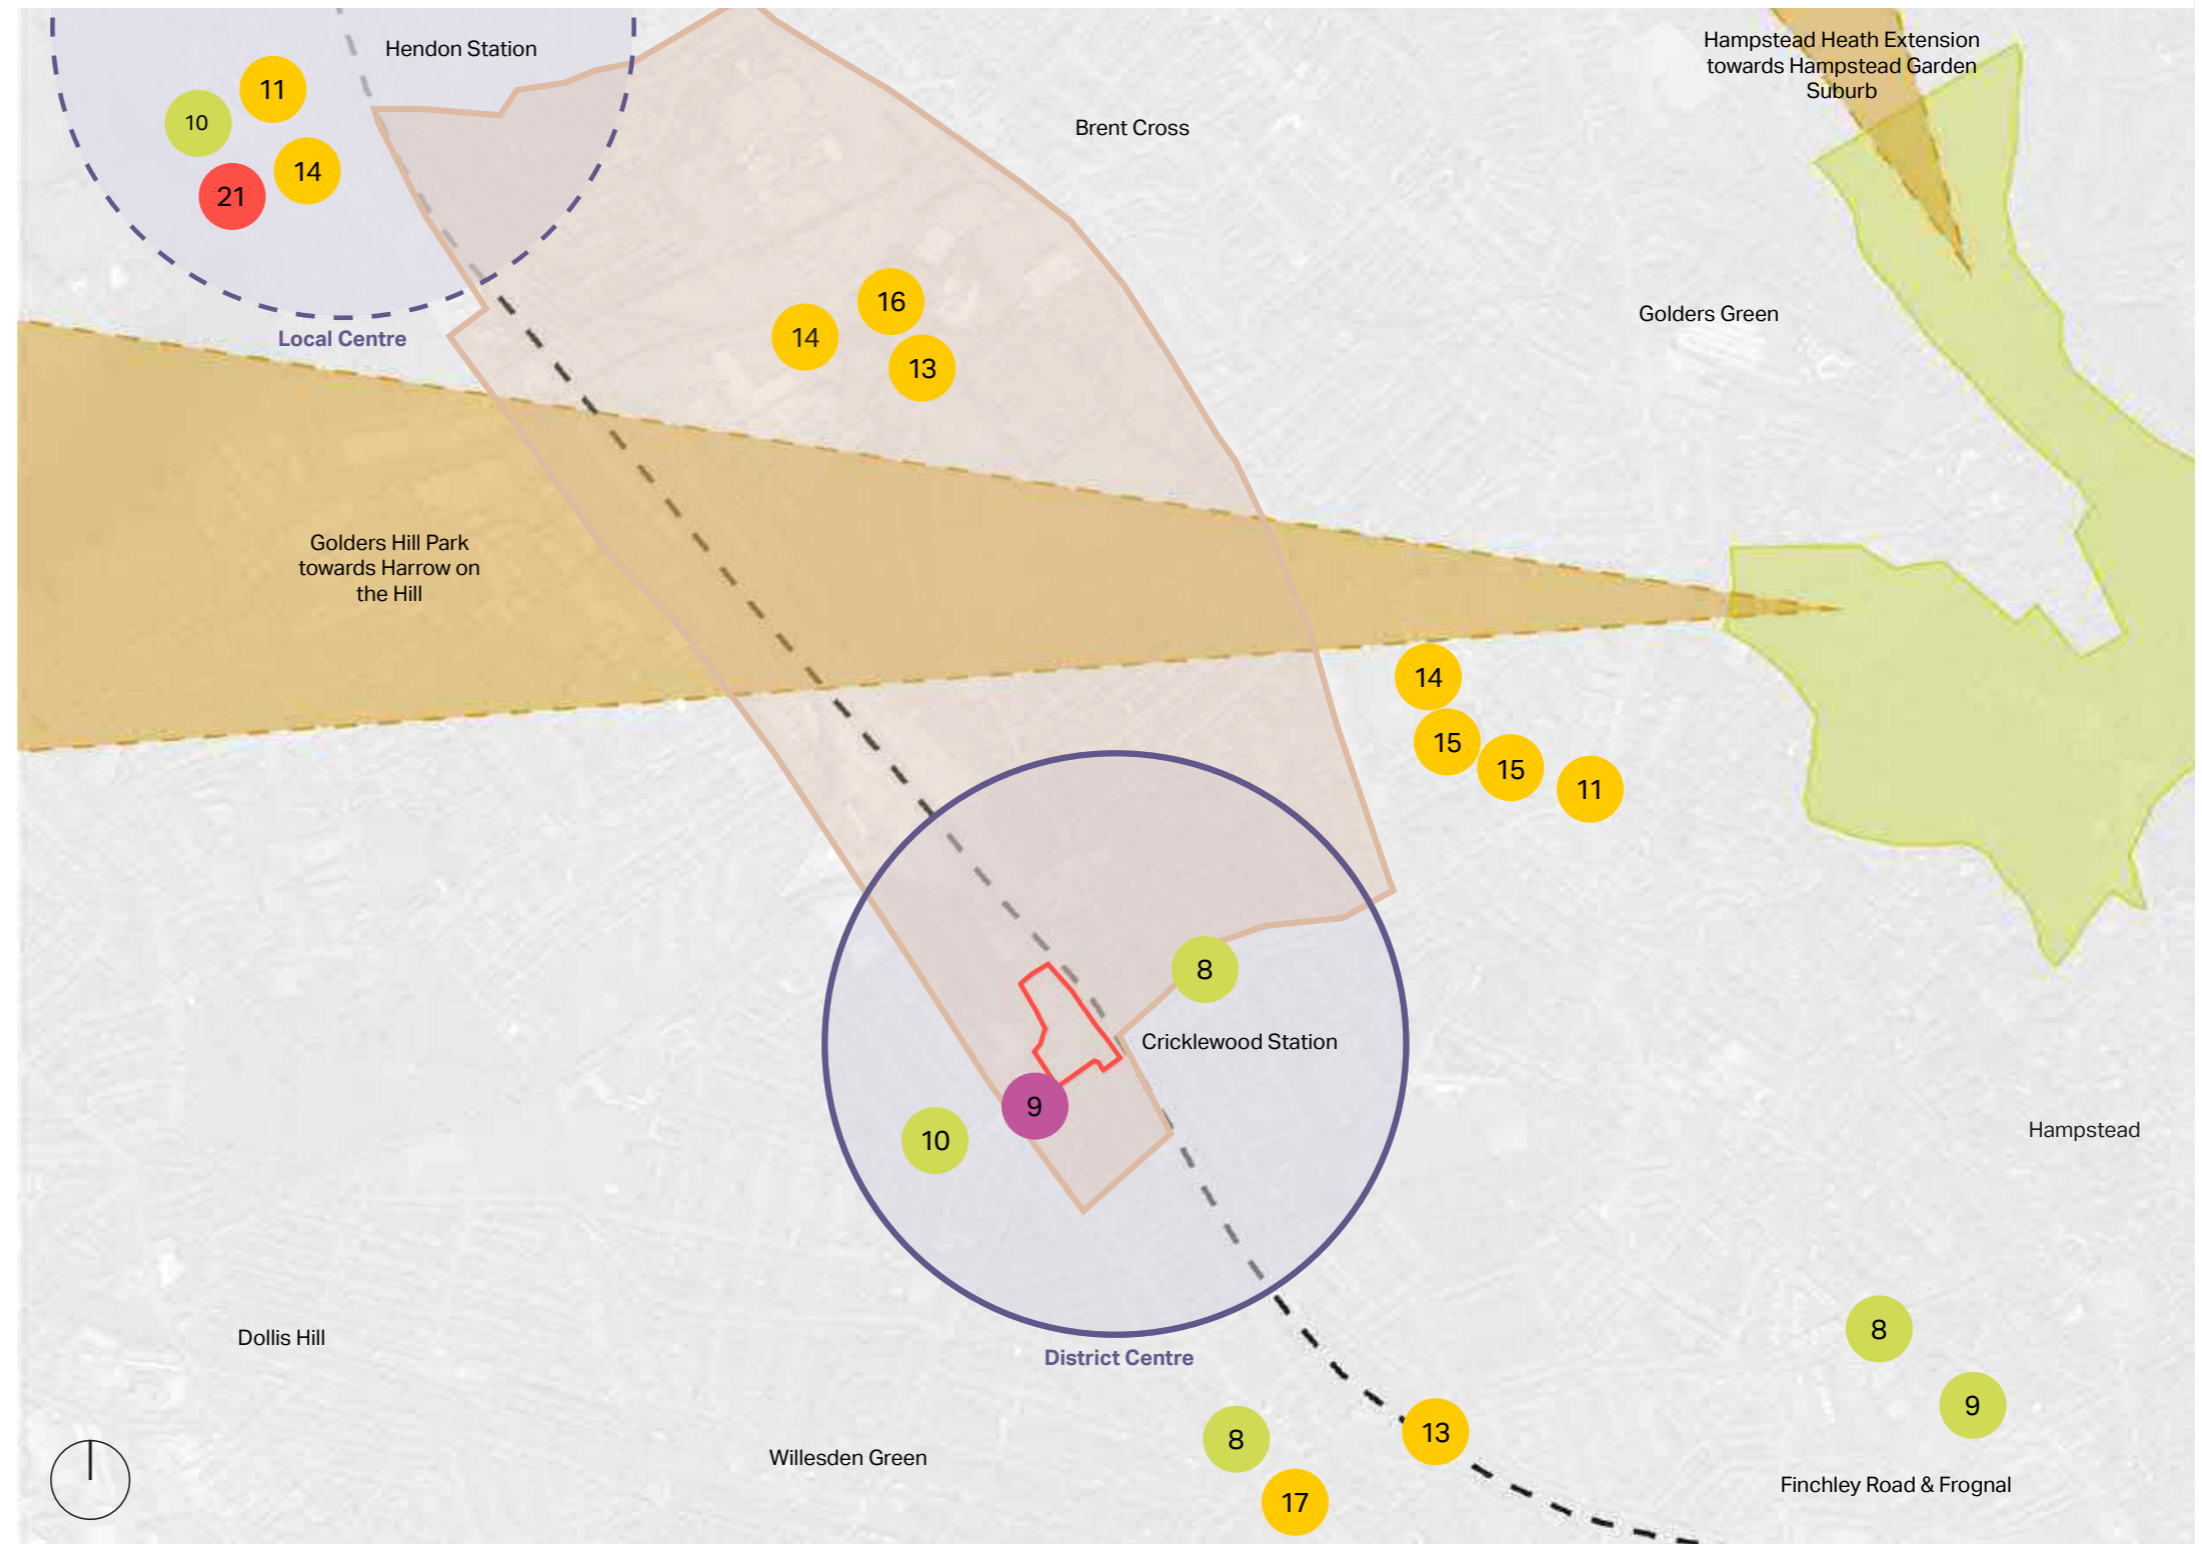 Hendon Station
Hampstead Heath Extension
towards Hampstead Garden
Suburb
11
10
14
21
Brent Cross
16
14
13
Golders Green
Local Centre
Golders Hill Park
towards Harrow on
the Hill
14
15
15
11
8
Cricklewood Station
9
10
Hampstead
Dollis Hill
District Centre
8
9
8
13
17
Willesden Green
Finchley Road & Frognal